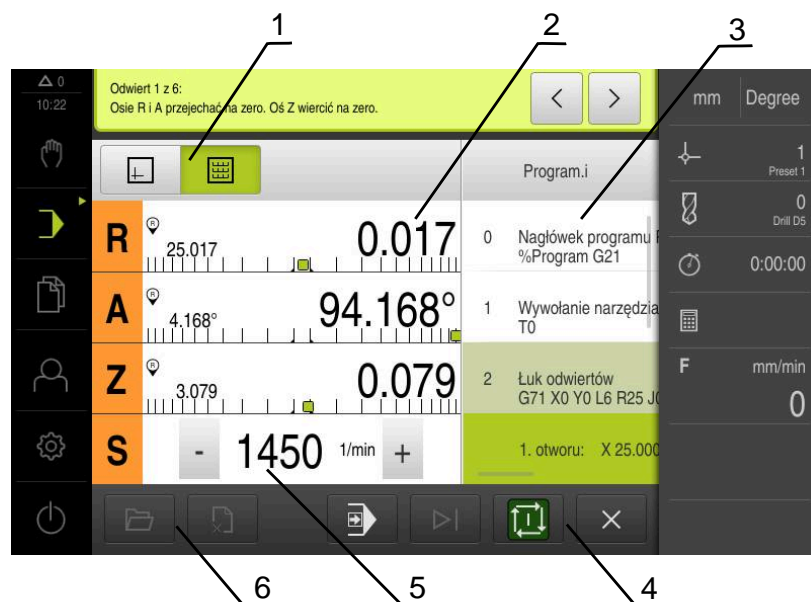 1 2 3
△ 0
10:22
Odwiert 1 z 6:
Osie R i A przejechać na zero. Oś Z wiercić na zero.
< >
mm Degree
Program.i
1
Preset 1
0
Drill D5
0:00:00
F mm/min
0
R R 25.017 0.017
A R 4.168° 94.168°
Z R 3.079 0.079
S - 1450 1/min +
0 Nagłówek programu
%Program G21
1 Wywołanie narzędzia
T0
2 Łuk odwiertów
G71 X0 Y0 L6 R25
1. otworu: X 25.000
6 5 4